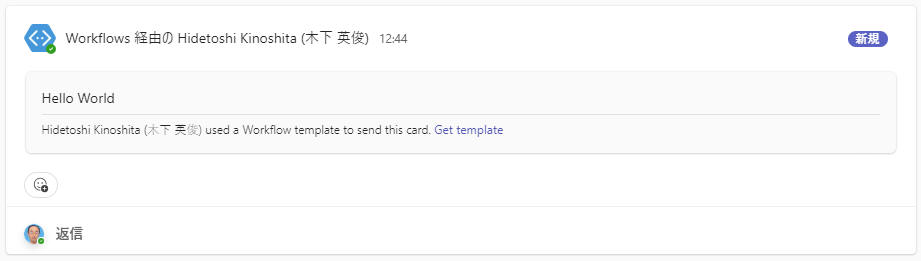 Workflows 経由の Hidetoshi Kinoshita (木下 英俊) 12:44 新規
Hello World
Hidetoshi Kinoshita (木下 英俊) used a Workflow template to send this card. Get template
返信